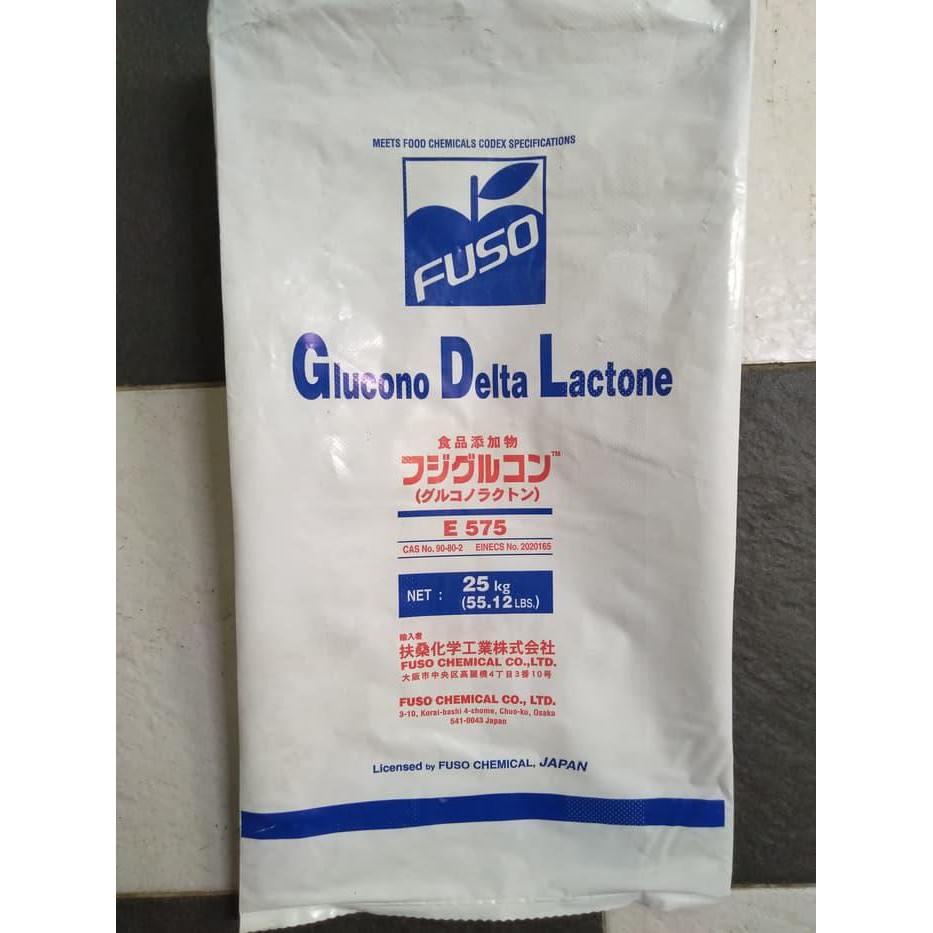 MEETS FOOD CHEMICALS CODEX SPECIFICATIONS
FUSO
Glucono Delta Lactone
食品添加物
フジグルコン™
(グルコノラクトン)
E 575
CAS No. 90-80-2 EINECS No. 2020165
NET : 25 kg
(55.12 LBS.)
輸入者
扶桑化学工業株式会社
FUSO CHEMICAL CO.,LTD.
大阪市中央区高麗橋4丁目3番10号
FUSO CHEMICAL CO., LTD.
3-10, Korai-bashi 4-chome, Chuo-ku, Osaka
541-0043 Japan
Licensed by FUSO CHEMICAL, JAPAN